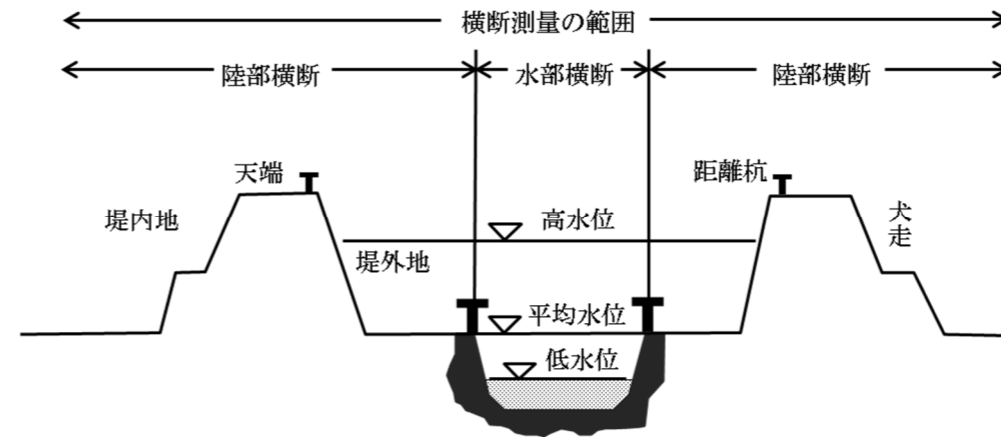 横断測量の範囲
陸部横断
水部横断
陸部横断
天端
距離杭
堤内地
高水位
犬走
堤外地
平均水位
低水位